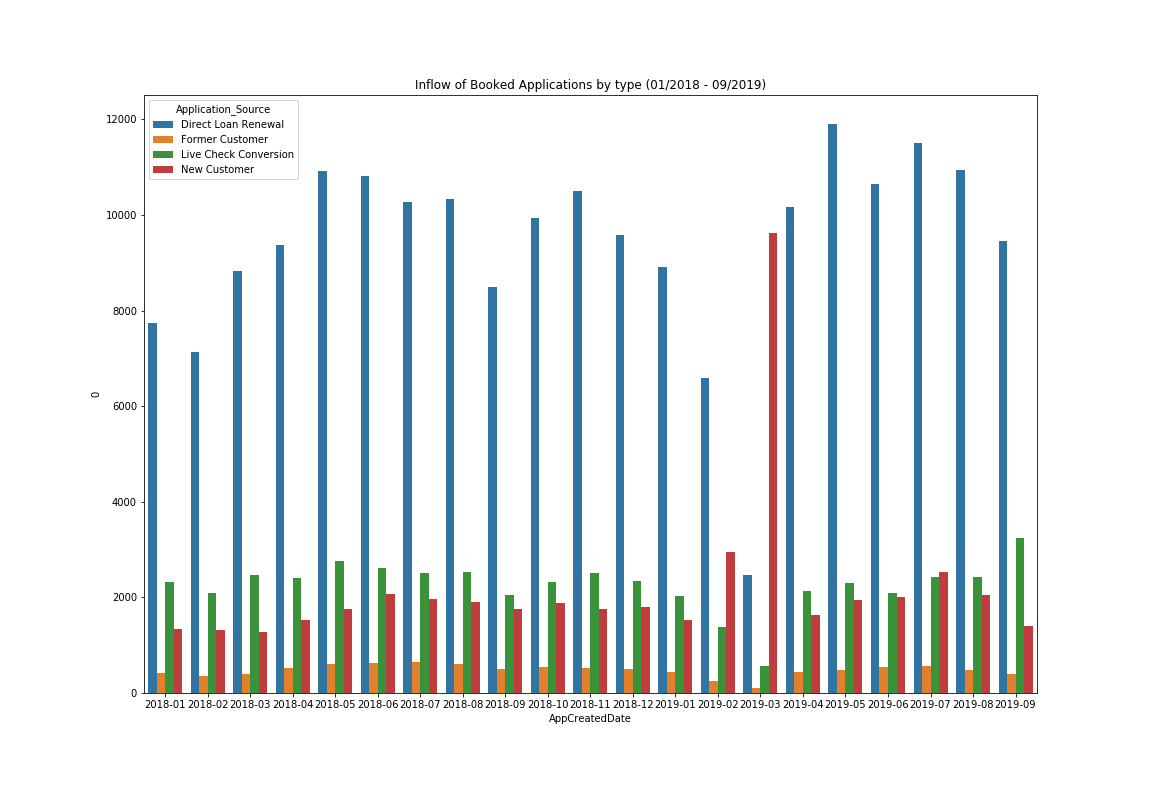 Inflow of Booked Applications by type (01/2018 - 09/2019)
Application_Source
Direct Loan Renewal
Former Customer
Live Check Conversion
New Customer
12000
10000
8000
6000
4000
2000
0
0
2018-01 2018-02 2018-03 2018-04 2018-05 2018-06 2018-07 2018-08 2018-09 2018-10 2018-11 2018-12 2019-01 2019-02 2019-03 2019-04 2019-05 2019-06 2019-07 2019-08 2019-09
AppCreatedDate